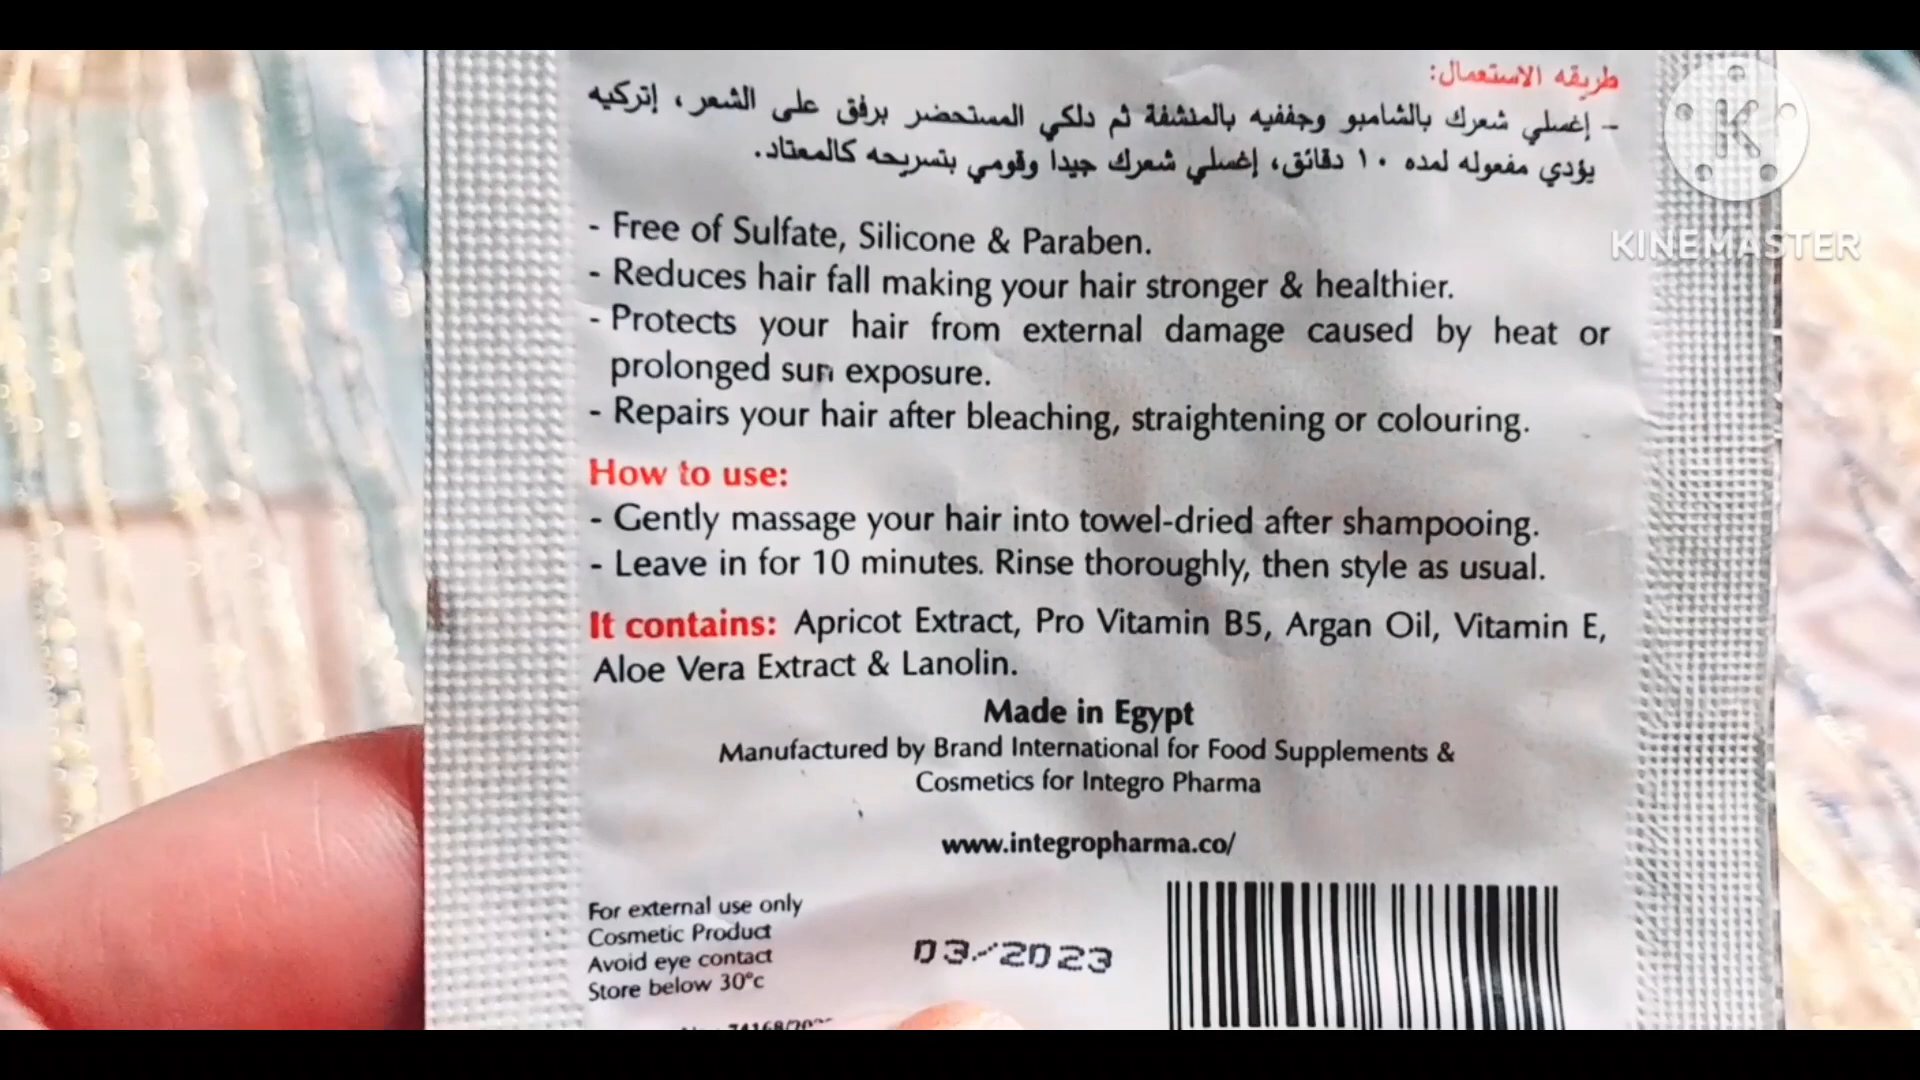 طريقه الاستعمال:
- إغسلي شعرك بالشامبو وجففيه بالمنشفة ثم دلكي المستحضر برفق على الشعر، إتركيه
يؤدي مفعوله لمده ١٠ دقائق، إغسلي شعرك جيدا وقومي بتسريحه كالمعتاد.
KINEMASTER
- Free of Sulfate, Silicone & Paraben.
- Reduces hair fall making your hair stronger & healthier.
- Protects your hair from external damage caused by heat or
prolonged sun exposure.
- Repairs your hair after bleaching, straightening or colouring.
How to use:
- Gently massage your hair into towel-dried after shampooing.
- Leave in for 10 minutes. Rinse thoroughly, then style as usual.
It contains: Apricot Extract, Pro Vitamin B5, Argan Oil, Vitamin E,
Aloe Vera Extract & Lanolin.
Made in Egypt
Manufactured by Brand International for Food Supplements &
Cosmetics for Integro Pharma
www.integropharma.co/
For external use only
Cosmetic Product
Avoid eye contact
Store below 30°c
03/2023